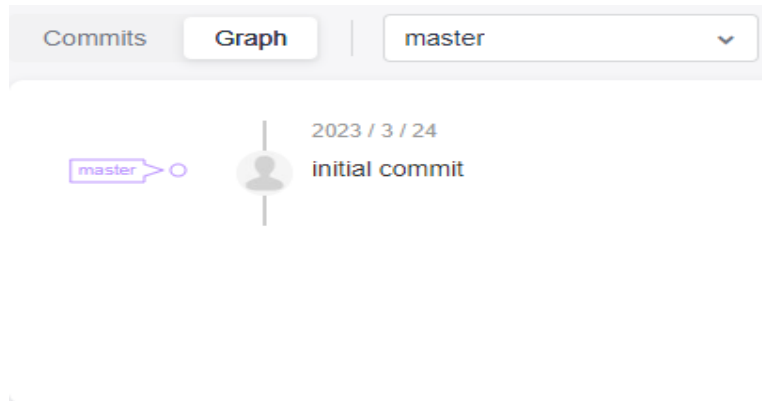 Commits Graph master
2023 / 3 / 24
master initial commit